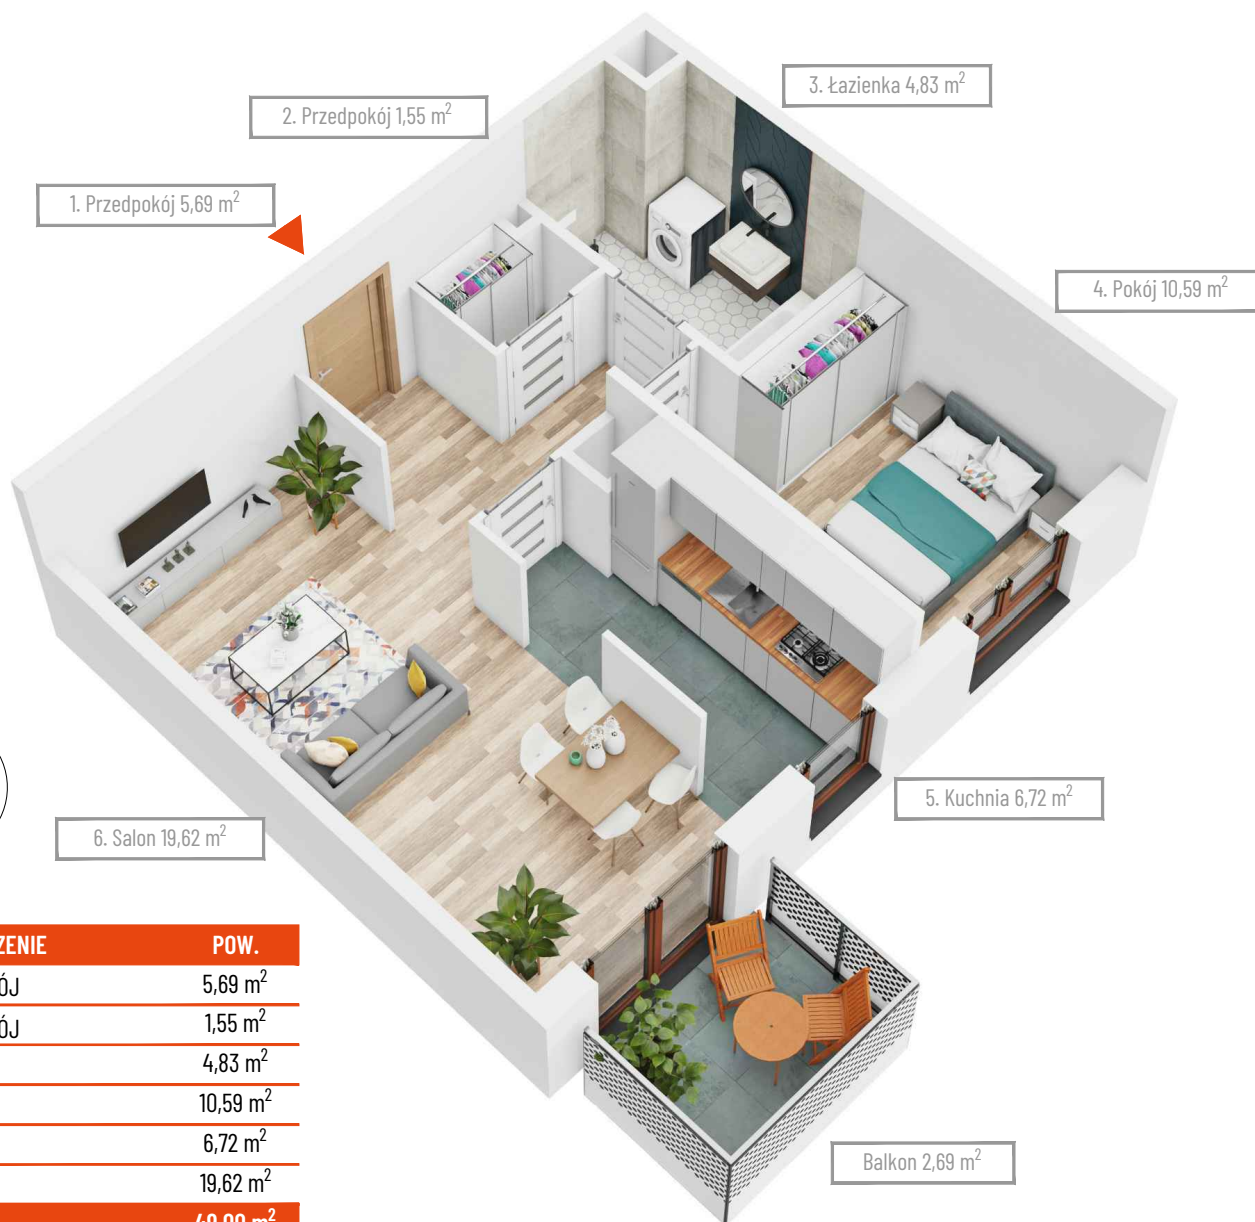 3. Łazienka 4,83 m²
2. Przedpokój 1,55 m²
1. Przedpokój 5,69 m²
4. Pokój 10,59 m²
5. Kuchnia 6,72 m²
6. Salon 19,62 m²
ZENIE POW.
ÓJ 5,69 m²
ÓJ 1,55 m²
4,83 m²
10,59 m²
6,72 m²
19,62 m²
m²
Balkon 2,69 m²